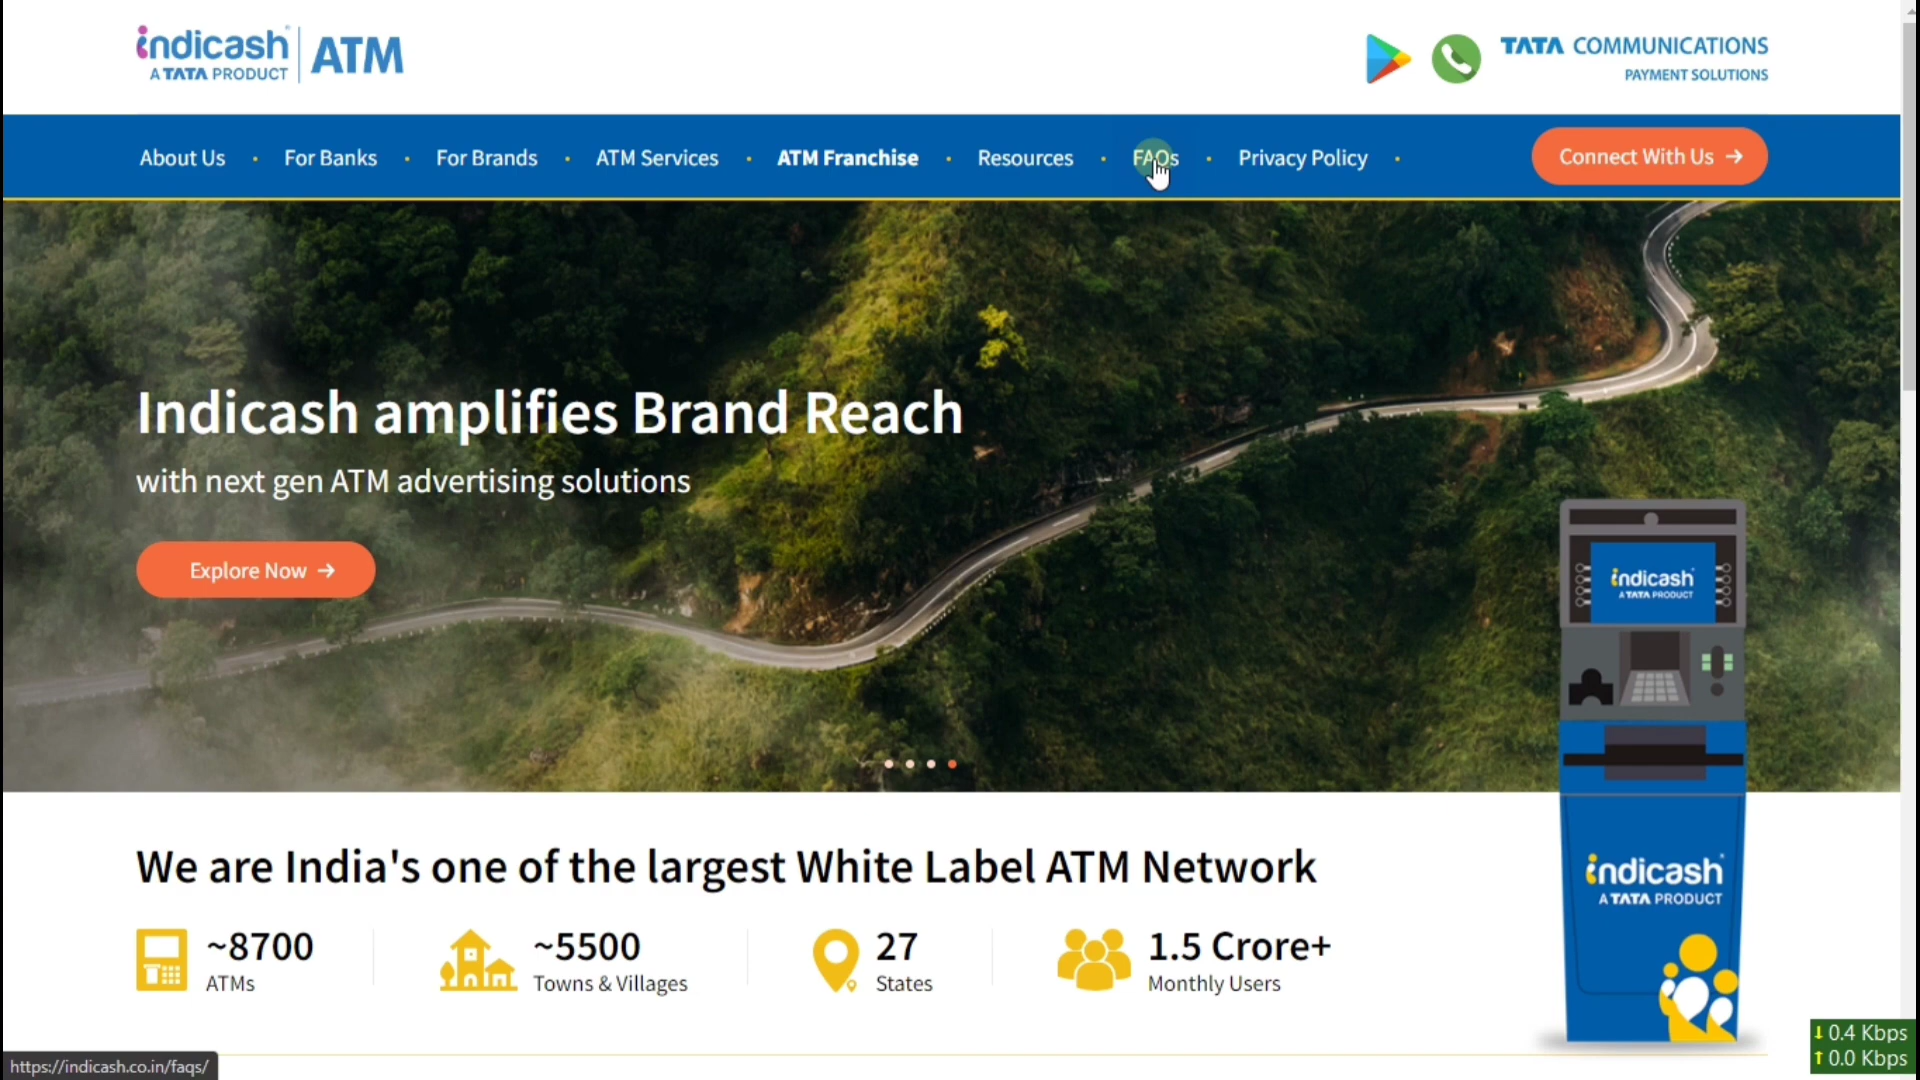 indicash
A TATA PRODUCT
ATM
TATA COMMUNICATIONS
PAYMENT SOLUTIONS
About Us
For Banks
For Brands
ATM Services
ATM Franchise
Resources
FAQs
Privacy Policy
Connect With Us →
Indicash amplifies Brand Reach
with next gen ATM advertising solutions
Explore Now →
indicash
A TATA PRODUCT
We are India's one of the largest White Label ATM Network
indicash
A TATA PRODUCT
~8700
ATMs
~5500
Towns & Villages
27
States
1.5 Crore+
Monthly Users
↓ 0.4 Kbps
↑ 0.0 Kbps
https://indicash.co.in/faqs/